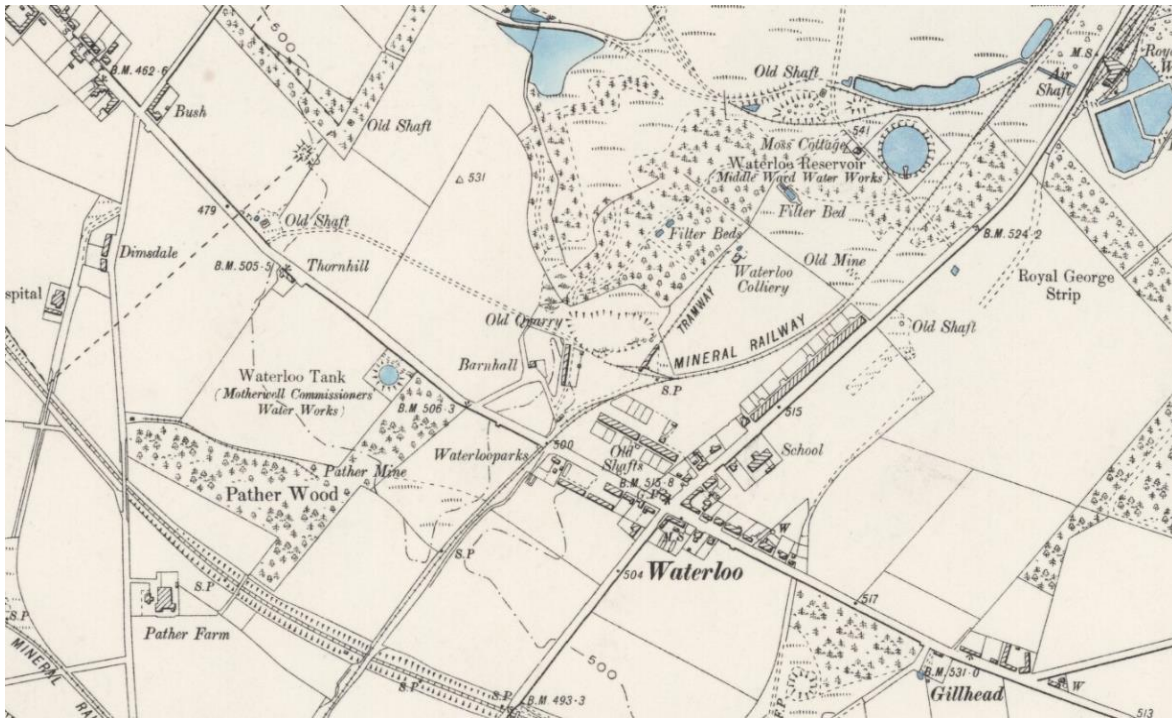 500
B.M. 462·6
Bush
Old Shaft
Old Shaft
M.S.
Air
Shaft
Roya
W
541
Moss Cottage
Waterloo Reservoir
(Middle Ward Water Works)
531
Filter Bed
479
Old Shaft
Filter Beds
B.M. 524·2
Dimsdale
B.M. 505·5
Thornhill
Old Mine
Waterloo
Colliery
Royal George
Strip
spital
TRAMWAY
Old Quarry
MINERAL RAILWAY
Old Shaft
Barnhall
Waterloo Tank
(Motherwell Commissioners
Water Works)
S.P
B.M. 506·3
515
500
Waterlooparks
Old
Shafts
School
Pather Mine
B.M. 515·8
G.P
Pather Wood
W
M.S
S.P
504
Waterloo
S.P
517
S.P
Pather Farm
500
MINERAL
RA
B.M. 531·0
S.P
S.P
B.M. 493·3
S.P
Gillhead
W
513